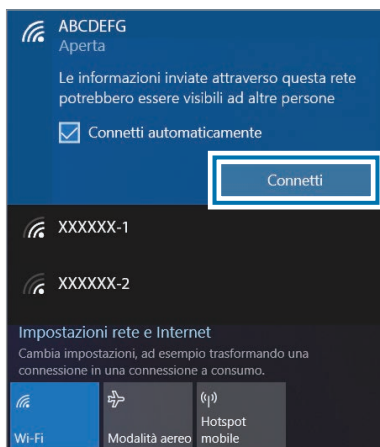 ABCDEFG
Aperta
Le informazioni inviate attraverso questa rete
potrebbero essere visibili ad altre persone
Connetti automaticamente
Connetti
XXXXXX-1
XXXXXX-2
Impostazioni rete e Internet
Cambia impostazioni, ad esempio trasformando una
connessione in una connessione a consumo.
Wi-Fi
Modalità aereo
Hotspot
mobile